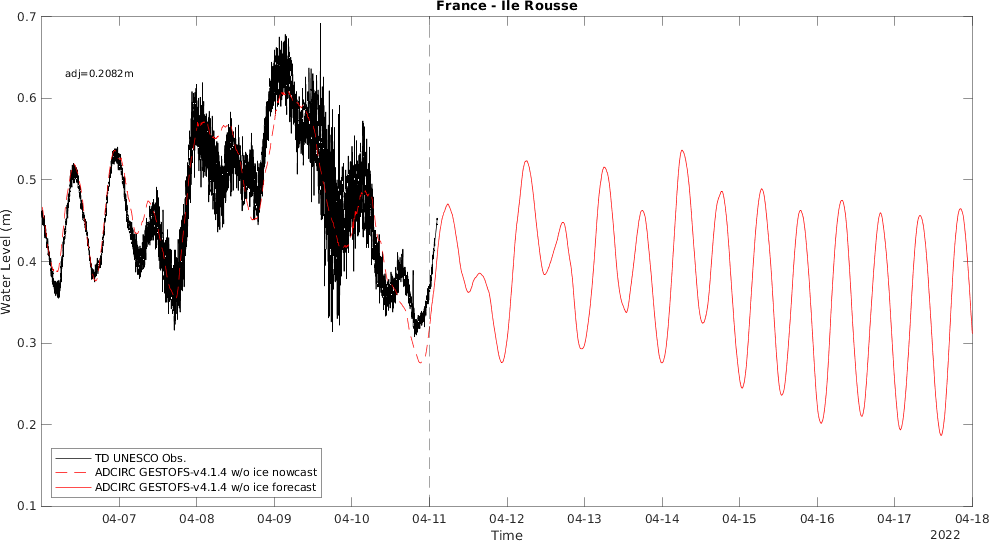 France - Ile Rousse
0.7
0.6
0.5
0.4
0.3
0.2
0.1
Water Level (m)
adj=0.2082m
TD UNESCO Obs.
ADCIRC GESTOFS-v4.1.4 w/o ice nowcast
ADCIRC GESTOFS-v4.1.4 w/o ice forecast
04-07 04-08 04-09 04-10 04-11 04-12 04-13 04-14 04-15 04-16 04-17 04-18
Time
2022